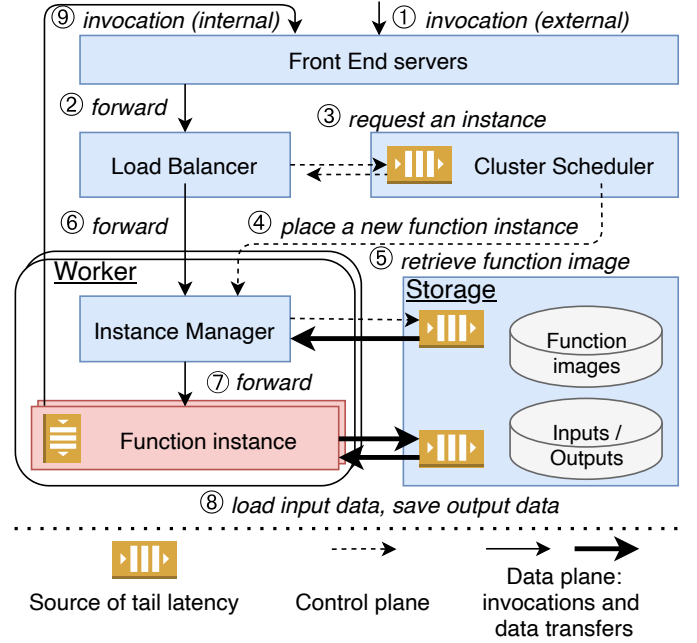 ⑨ invocation (internal)
① invocation (external)
Front End servers
② forward
③ request an instance
Load Balancer
Cluster Scheduler
⑥ forward
④ place a new function instance
⑤ retrieve function image
Worker
Storage
Instance Manager
Function
images
⑦ forward
Function instance
Inputs /
Outputs
⑧ load input data, save output data
Source of tail latency
Control plane
Data plane:
invocations and
data transfers